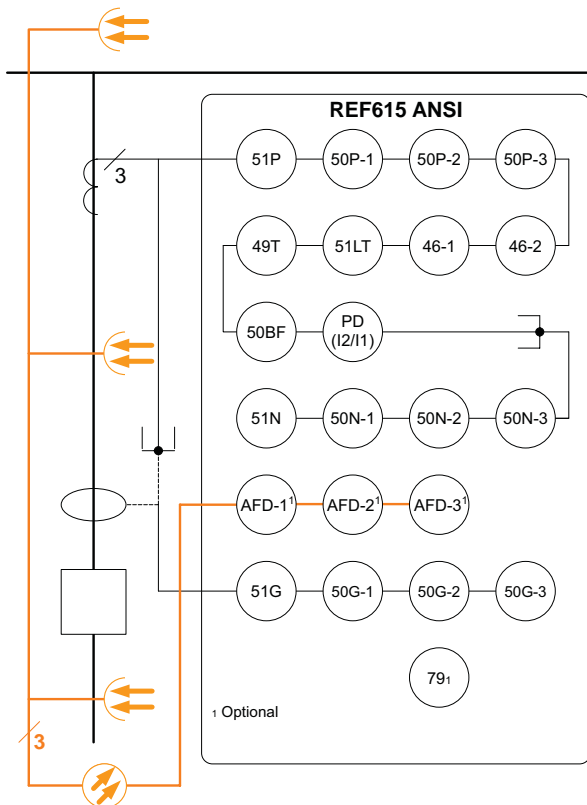 REF615 ANSI
3
51P 50P-1 50P-2 50P-3
49T 51LT 46-1 46-2
50BF PD (I2/I1)
51N 50N-1 50N-2 50N-3
AFD-1¹ AFD-2¹ AFD-3¹
51G 50G-1 50G-2 50G-3
79₁
₁ Optional
3